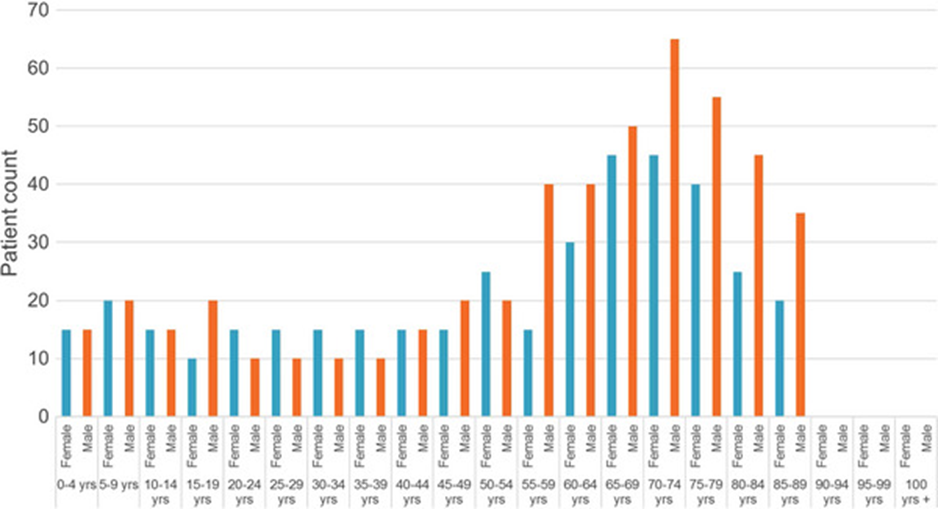 70
60
50
40
30
20
10
0
Patient count
Female Male Female Male Female Male Female Male Female Male Female Male Female Male Female Male Female Male Female Male Female Male Female Male Female Male Female Male Female Male Female Male Female Male Female Male Female Male Female Male Female Male
0-4 yrs 5-9 yrs 10-14 15-19 20-24 25-29 30-34 35-39 40-44 45-49 50-54 55-59 60-64 65-69 70-74 75-79 80-84 85-89 90-94 95-99 100
yrs yrs yrs yrs yrs yrs yrs yrs yrs yrs yrs yrs yrs yrs yrs yrs yrs yrs yrs +